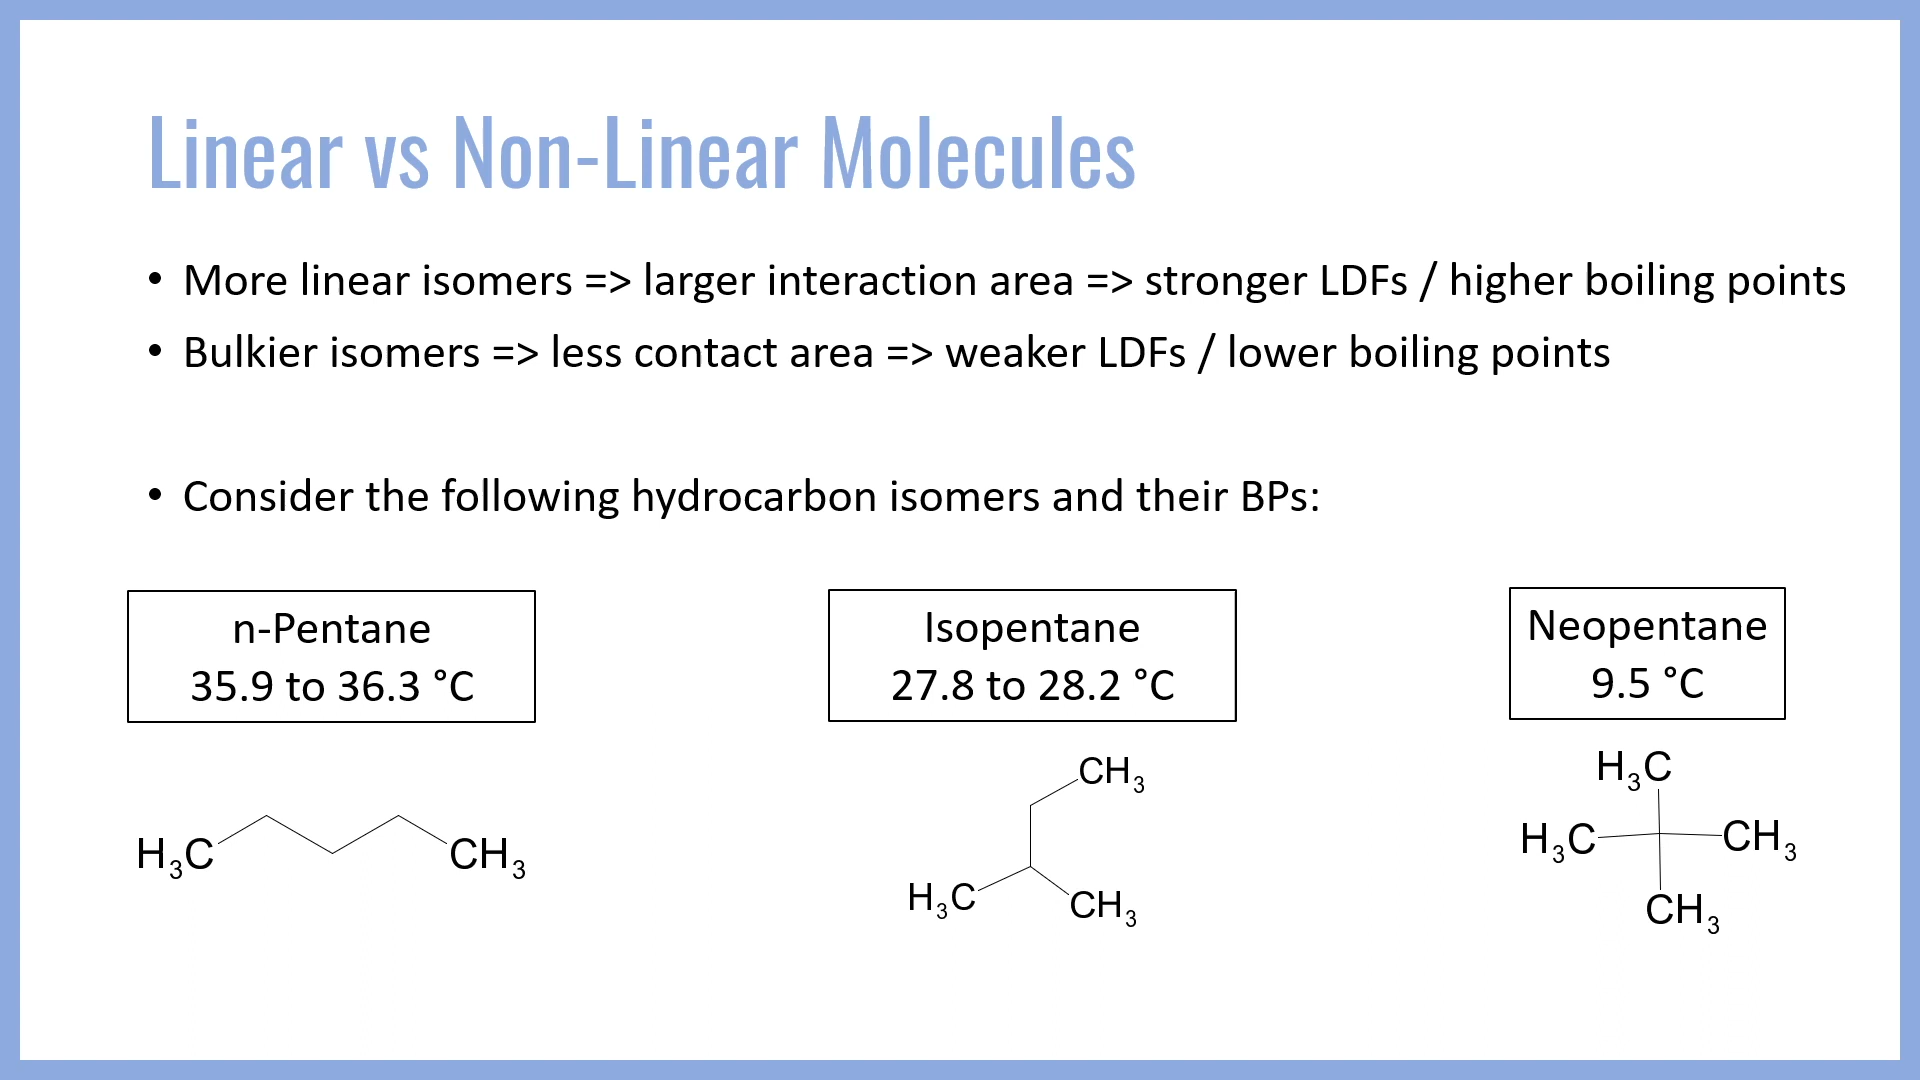 Linear vs Non-Linear Molecules
• More linear isomers => larger interaction area => stronger LDFs / higher boiling points
• Bulkier isomers => less contact area => weaker LDFs / lower boiling points
• Consider the following hydrocarbon isomers and their BPs:
n-Pentane
35.9 to 36.3 °C
Isopentane
27.8 to 28.2 °C
Neopentane
9.5 °C
H₃C CH₃
CH₃
H₃C CH₃
H₃C
H₃C CH₃
CH₃